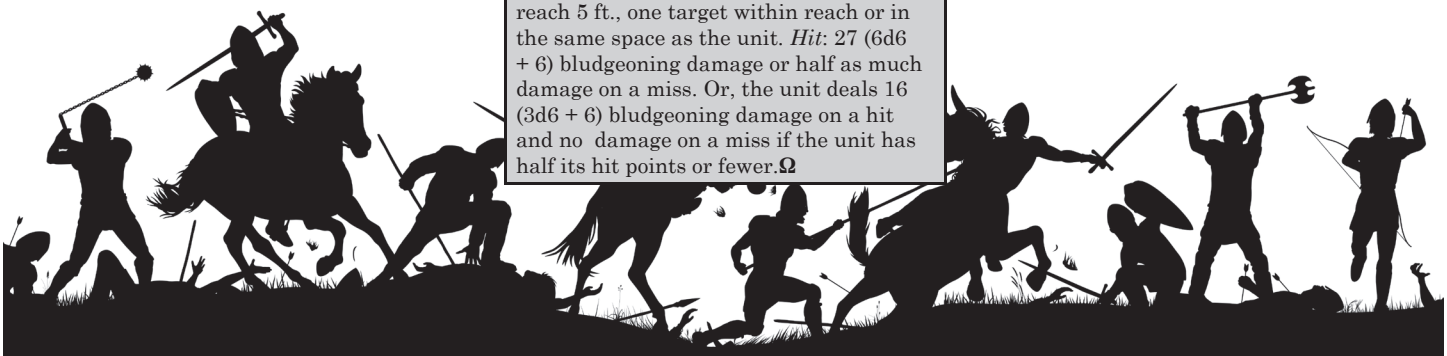 reach 5 ft., one target within reach or in
the same space as the unit. Hit: 27 (6d6
+ 6) bludgeoning damage or half as much
damage on a miss. Or, the unit deals 16
(3d6 + 6) bludgeoning damage on a hit
and no  damage on a miss if the unit has
half its hit points or fewer.Ω